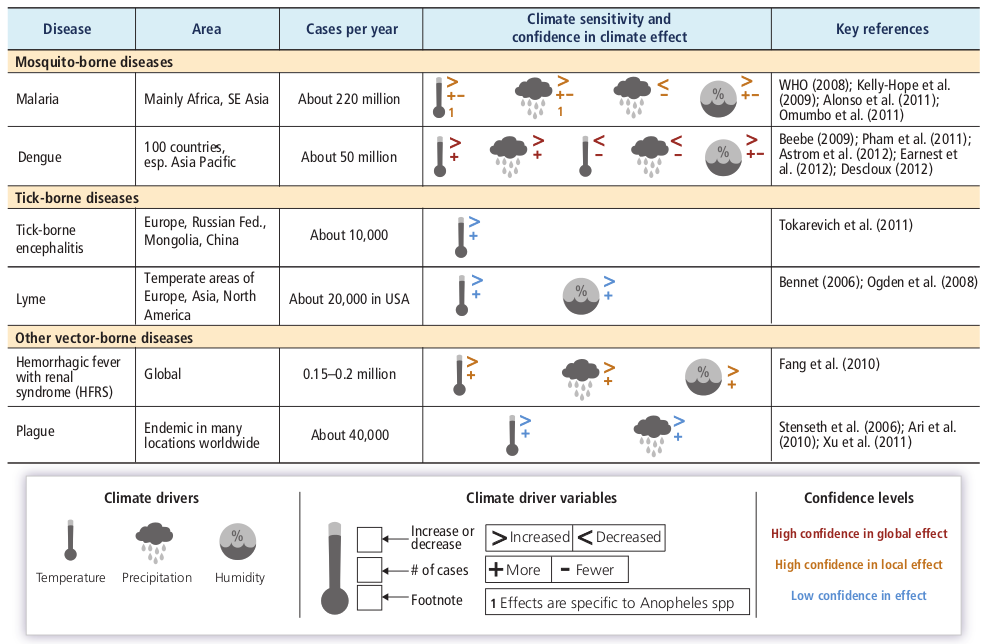 Disease Area Cases per year Climate sensitivity and Key references
confidence in climate effect
Mosquito-borne diseases
Malaria
Mainly Africa, SE Asia
About 220 million
> +− 1
> +− 1
< −
% > +−
WHO (2008); Kelly-Hope et al.
(2009); Alonso et al. (2011);
Omumbo et al. (2011)
Dengue
100 countries,
esp. Asia Pacific
About 50 million
> +
> +
< −
< −
% > +−
Beebe (2009); Pham et al. (2011);
Astrom et al. (2012); Earnest et
al. (2012); Descloux (2012)
Tick-borne diseases
Tick-borne
encephalitis
Europe, Russian Fed.,
Mongolia, China
About 10,000
> +
Tokarevich et al. (2011)
Lyme
Temperate areas of
Europe, Asia, North
America
About 20,000 in USA
> +
% > +
Bennet (2006); Ogden et al. (2008)
Other vector-borne diseases
Hemorrhagic fever
with renal
syndrome (HFRS)
Global
0.15–0.2 million
> +
> +
% > +
Fang et al. (2010)
Plague
Endemic in many
locations worldwide
About 40,000
> +
> +
Stenseth et al. (2006); Ari et al.
(2010); Xu et al. (2011)
Climate drivers
%
Temperature Precipitation Humidity
Climate driver variables
Increase or
decrease
> Increased < Decreased
# of cases
+ More − Fewer
Footnote
1 Effects are specific to Anopheles spp
Confidence levels
High confidence in global effect
High confidence in local effect
Low confidence in effect